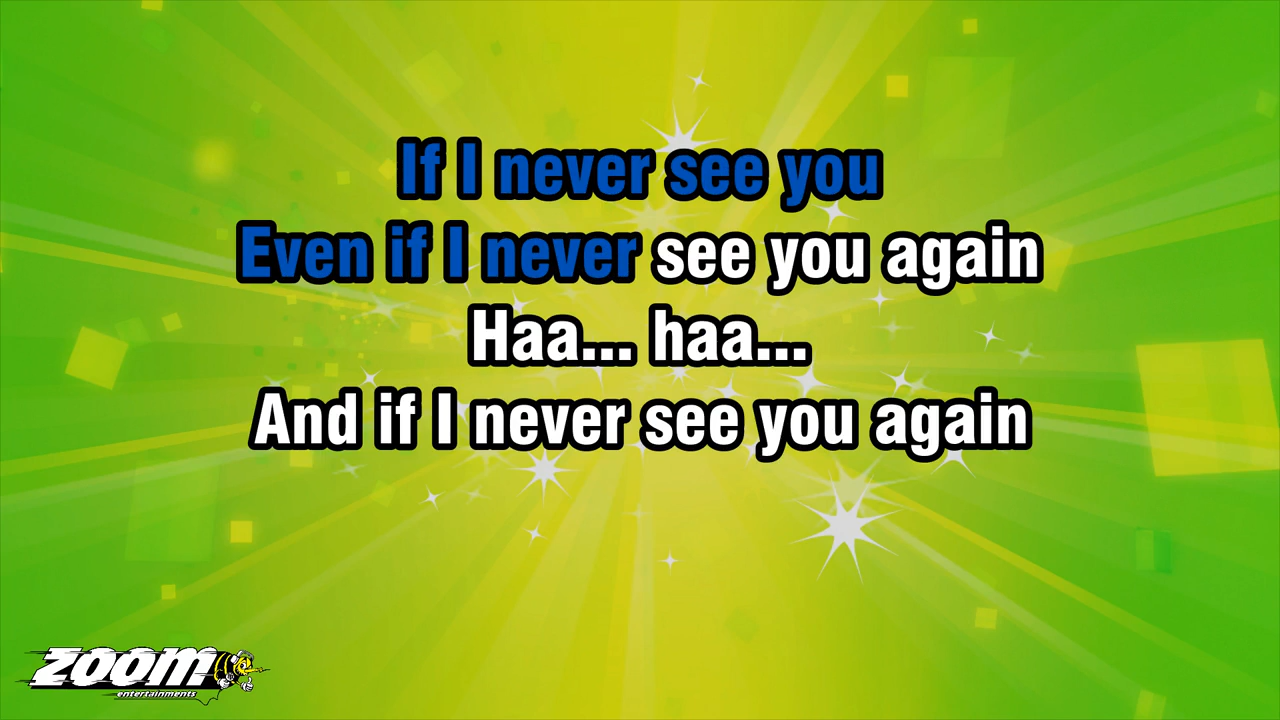 If I never see you
Even if I never see you again
Haa... haa...
And if I never see you again
ZOOM
entertainments